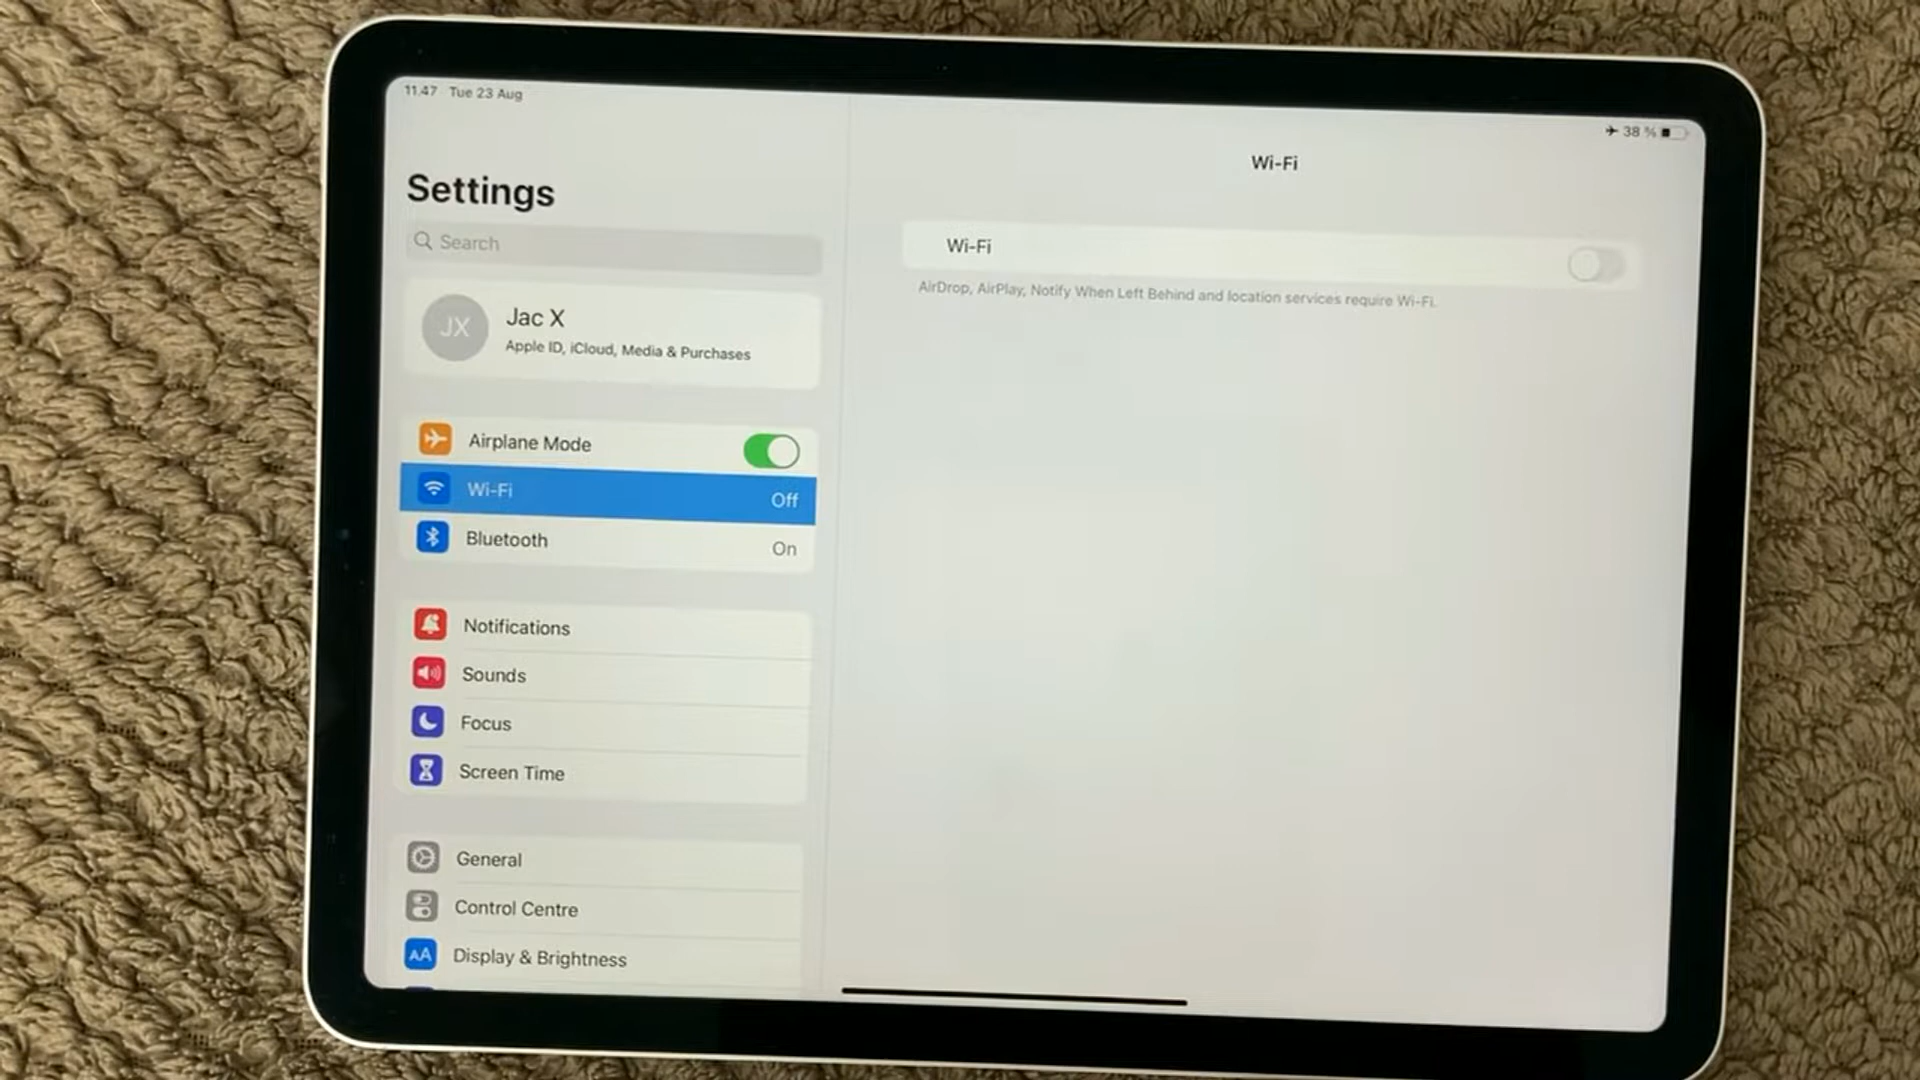 11.47 Tue 23 Aug
38 %
Settings
Search
JX
Jac X
Apple ID, iCloud, Media & Purchases
Airplane Mode
Wi-Fi Off
Bluetooth On
Notifications
Sounds
Focus
Screen Time
General
Control Centre
AA Display & Brightness
Wi-Fi
Wi-Fi
AirDrop, AirPlay, Notify When Left Behind and location services require Wi-Fi.